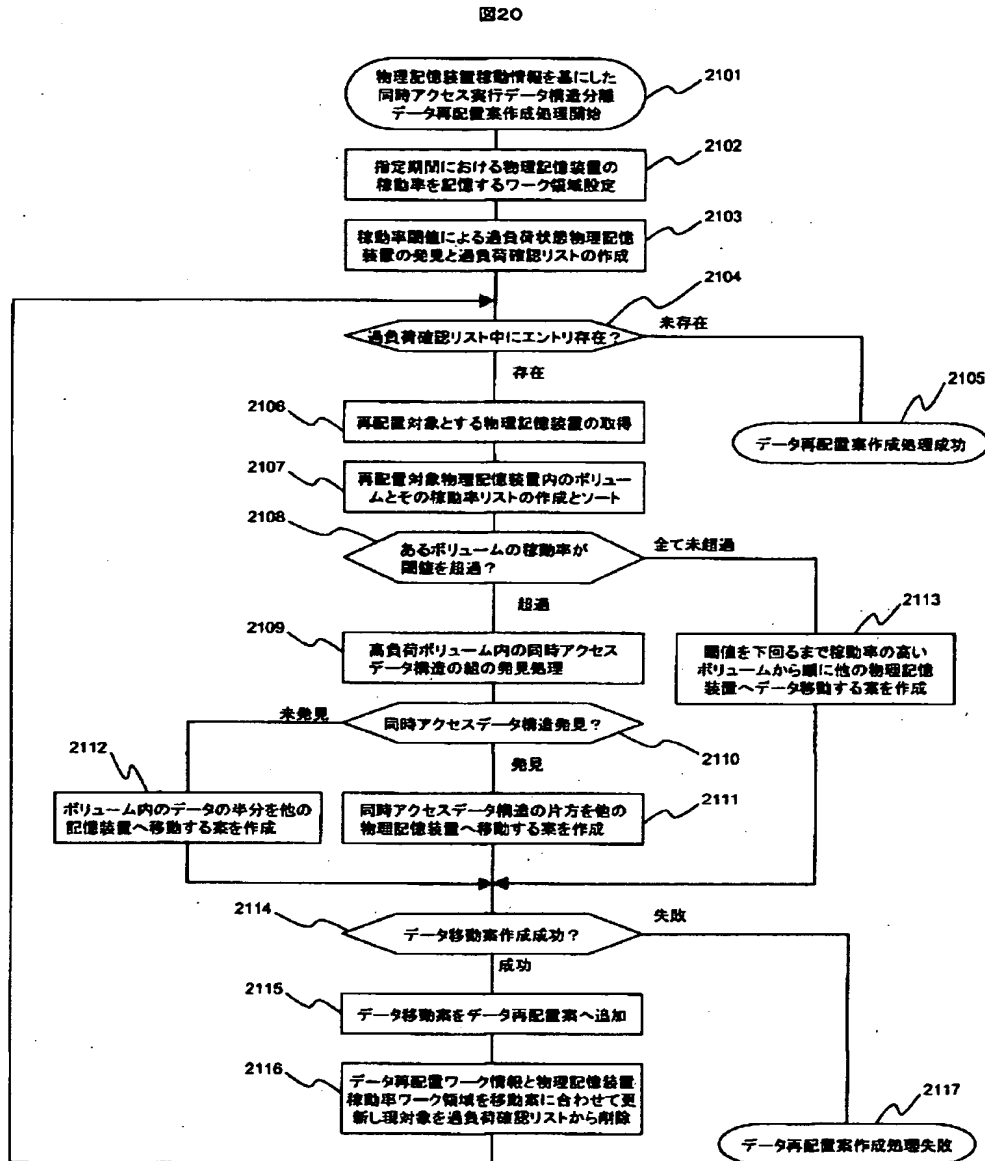 図20
物理記憶装置稼動情報を基にした
同時アクセス実行データ構造分離
データ再配置案作成処理開始
2101
指定期間における物理記憶装置の
稼動率を記憶するワーク領域設定
2102
稼動率閾値による過負荷状態物理記憶
装置の発見と過負荷確認リストの作成
2103
2104
過負荷確認リスト中にエントリ存在？
未存在
存在
2105
データ再配置案作成処理成功
2106
再配置対象とする物理記憶装置の取得
2107
再配置対象物理記憶装置内のボリュー
ムとその稼動率リストの作成とソート
2108
あるボリュームの稼動率が
閾値を超過？
全て未超過
超過
2109
高負荷ボリューム内の同時アクセス
データ構造の組の発見処理
2113
閾値を下回るまで稼動率の高い
ボリュームから順に他の物理記憶
装置へデータ移動する案を作成
未発見
同時アクセスデータ構造発見？
2110
発見
2112
ボリューム内のデータの半分を他の
記憶装置へ移動する案を作成
同時アクセスデータ構造の片方を他の
物理記憶装置へ移動する案を作成
2111
2114
データ移動案作成成功？
失敗
成功
2115
データ移動案をデータ再配置案へ追加
2116
データ再配置ワーク情報と物理記憶装置
稼動率ワーク領域を移動案に合わせて更
新し現対象を過負荷確認リストから削除
2117
データ再配置案作成処理失敗